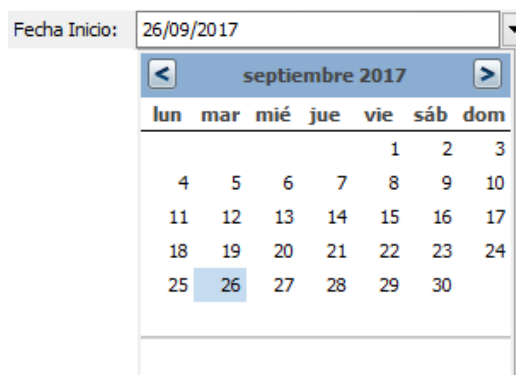 Fecha Inicio: 26/09/2017
< septiembre 2017 >
lun mar mié jue vie sáb dom
1 2 3
4 5 6 7 8 9 10
11 12 13 14 15 16 17
18 19 20 21 22 23 24
25 26 27 28 29 30